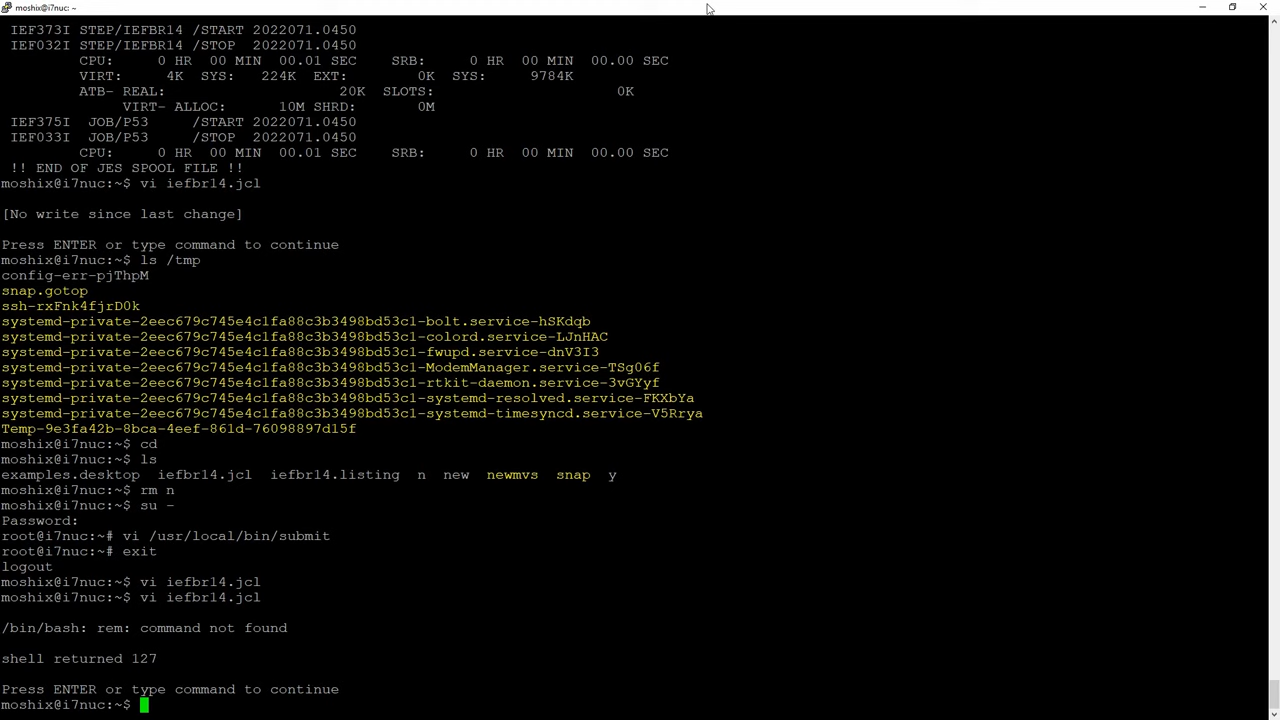 moshix@i7nuc: ~
IEF373I STEP/IEFBR14 /START 2022071.0450
IEF032I STEP/IEFBR14 /STOP  2022071.0450
CPU:    0 HR  00 MIN  00.01 SEC    SRB:    0 HR  00 MIN  00.00 SEC
VIRT:     4K  SYS:   224K  EXT:       0K  SYS:     9784K
ATB- REAL:                    20K  SLOTS:                     0K
VIRT- ALLOC:      10M SHRD:       0M
IEF375I  JOB/P53     /START 2022071.0450
IEF033I  JOB/P53     /STOP  2022071.0450
CPU:    0 HR  00 MIN  00.01 SEC    SRB:    0 HR  00 MIN  00.00 SEC
!! END OF JES SPOOL FILE !!
moshix@i7nuc:~$ vi iefbr14.jcl
[No write since last change]
Press ENTER or type command to continue
moshix@i7nuc:~$ ls /tmp
config-err-pjThpM
snap.gotop
ssh-rxFnk4fjrD0k
systemd-private-2eec679c745e4c1fa88c3b3498bd53c1-bolt.service-hSKdqb
systemd-private-2eec679c745e4c1fa88c3b3498bd53c1-colord.service-LJnHAC
systemd-private-2eec679c745e4c1fa88c3b3498bd53c1-fwupd.service-dnV3I3
systemd-private-2eec679c745e4c1fa88c3b3498bd53c1-ModemManager.service-TSg06f
systemd-private-2eec679c745e4c1fa88c3b3498bd53c1-rtkit-daemon.service-3vGYyf
systemd-private-2eec679c745e4c1fa88c3b3498bd53c1-systemd-resolved.service-FKXbYa
systemd-private-2eec679c745e4c1fa88c3b3498bd53c1-systemd-timesyncd.service-V5Rrya
Temp-9e3fa42b-8bca-4eef-861d-76098897d15f
moshix@i7nuc:~$ cd
moshix@i7nuc:~$ ls
examples.desktop  iefbr14.jcl  iefbr14.listing  n  new  newmvs  snap  y
moshix@i7nuc:~$ rm n
moshix@i7nuc:~$ su -
Password:
root@i7nuc:~# vi /usr/local/bin/submit
root@i7nuc:~# exit
logout
moshix@i7nuc:~$ vi iefbr14.jcl
moshix@i7nuc:~$ vi iefbr14.jcl
/bin/bash: rem: command not found
shell returned 127
Press ENTER or type command to continue
moshix@i7nuc:~$